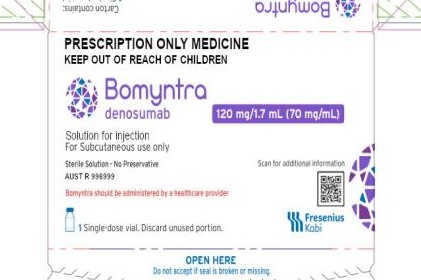 Carton contains:
Bomyntra
PRESCRIPTION ONLY MEDICINE
KEEP OUT OF REACH OF CHILDREN
Bomyntra
denosumab
120 mg/1.7 mL (70 mg/mL)
Solution for injection
For Subcutaneous use only
Sterile Solution - No Preservative
Scan for additional information
AUST R 998999
Bomyntra should be administered by a healthcare provider
1 Single-dose vial. Discard unused portion.
Fresenius
Kabi
OPEN HERE
Do not accept if seal is broken or missing.